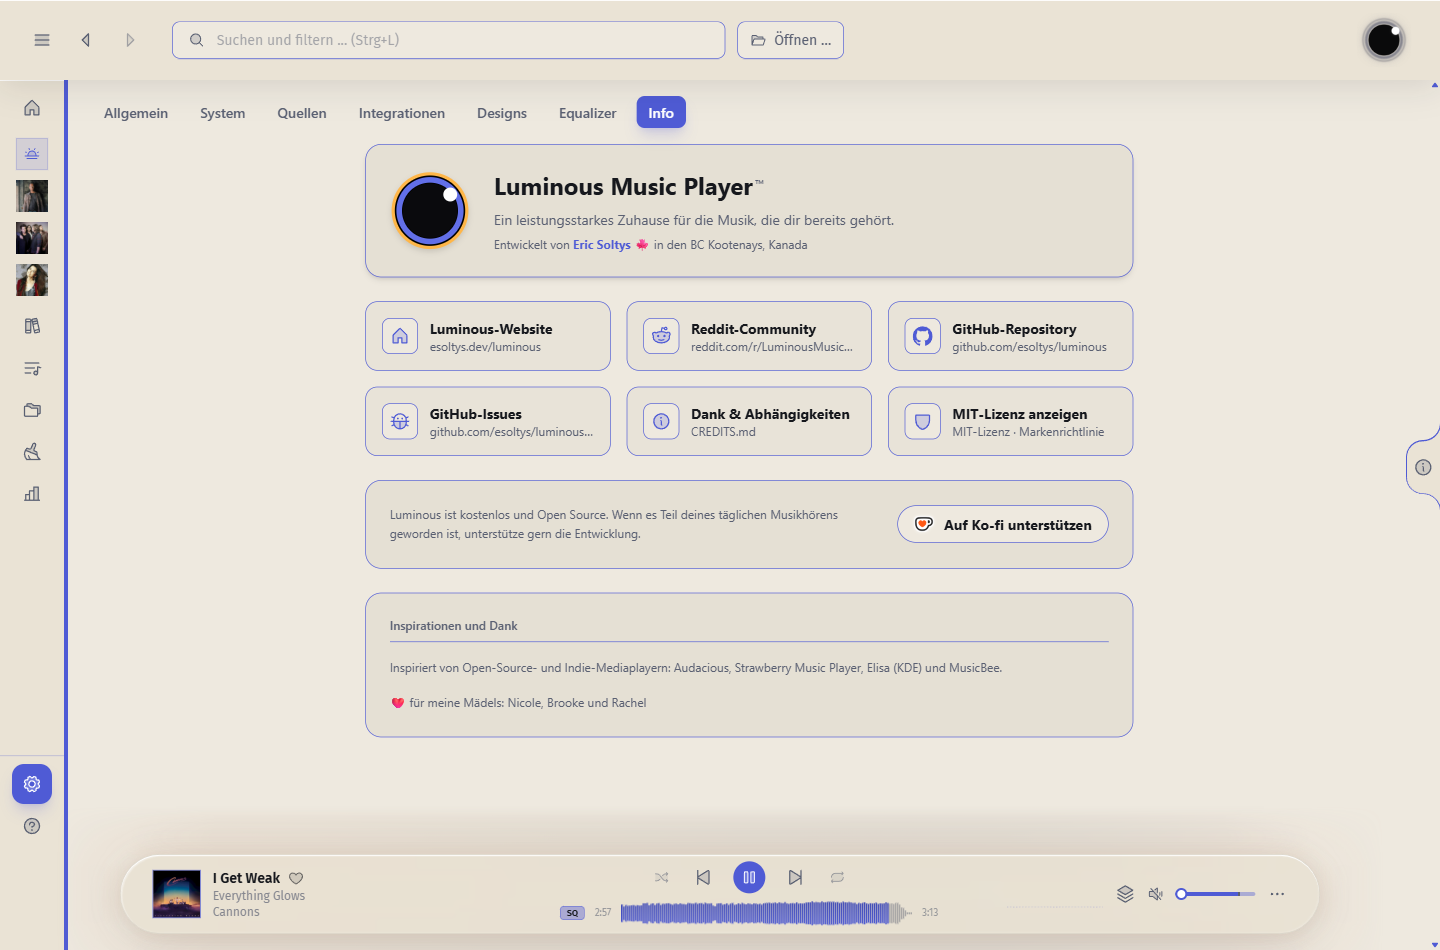 Suchen und filtern ... (Strg+L)
Öffnen ...
Allgemein
System
Quellen
Integrationen
Designs
Equalizer
Info
Luminous Music Player™
Ein leistungsstarkes Zuhause für die Musik, die dir bereits gehört.
Entwickelt von Eric Soltys in den BC Kootenays, Kanada
Luminous-Website
esoltys.dev/luminous
Reddit-Community
reddit.com/r/LuminousMusic...
GitHub-Repository
github.com/esoltys/luminous
GitHub-Issues
github.com/esoltys/luminous...
Dank & Abhängigkeiten
CREDITS.md
MIT-Lizenz anzeigen
MIT-Lizenz · Markenrichtlinie
Luminous ist kostenlos und Open Source. Wenn es Teil deines täglichen Musikhörens
geworden ist, unterstütze gern die Entwicklung.
Auf Ko-fi unterstützen
Inspirationen und Dank
Inspiriert von Open-Source- und Indie-Mediaplayern: Audacious, Strawberry Music Player, Elisa (KDE) und MusicBee.
für meine Mädels: Nicole, Brooke und Rachel
I Get Weak
Everything Glows
Cannons
SQ
2:57
3:13